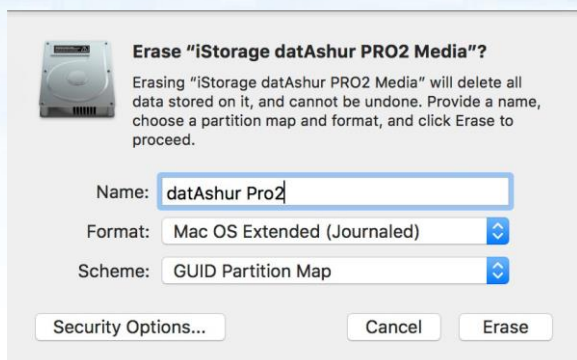 Erase “iStorage datAshur PRO2 Media”?
Erasing “iStorage datAshur PRO2 Media” will delete all
data stored on it, and cannot be undone. Provide a name,
choose a partition map and format, and click Erase to
proceed.
Name: datAshur Pro2
Format: Mac OS Extended (Journaled)
Scheme: GUID Partition Map
Security Options... Cancel Erase